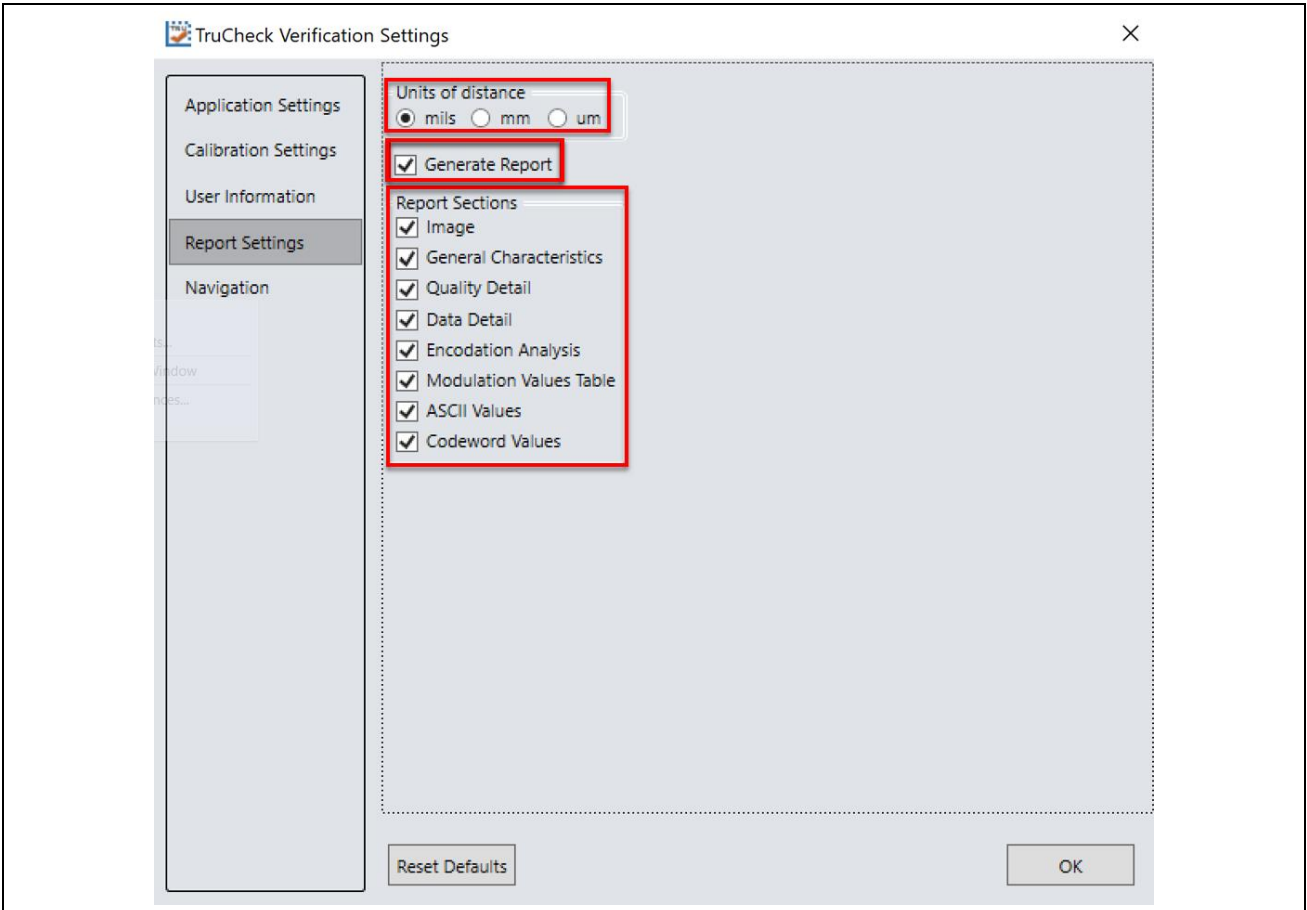 TruCheck Verification Settings
Application Settings
Calibration Settings
User Information
Report Settings
Navigation
Units of distance
mils mm um
Generate Report
Report Sections
Image
General Characteristics
Quality Detail
Data Detail
Encodation Analysis
Modulation Values Table
ASCII Values
Codeword Values
Reset Defaults
OK